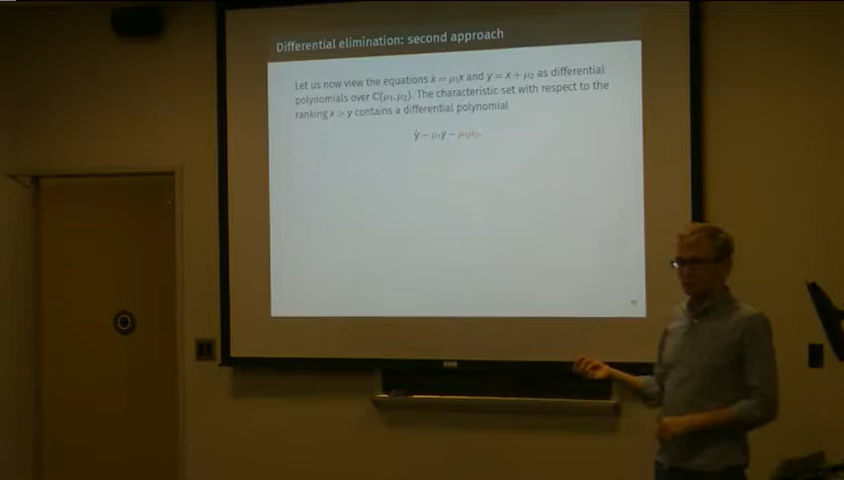 Differential elimination: second approach
Let us now view the equations ẋ = μ₁x and y = x + μ₂ as differential
polynomials over C(μ₁, μ₂). The characteristic set with respect to the
ranking x > y contains a differential polynomial
ẏ − μ₁y −